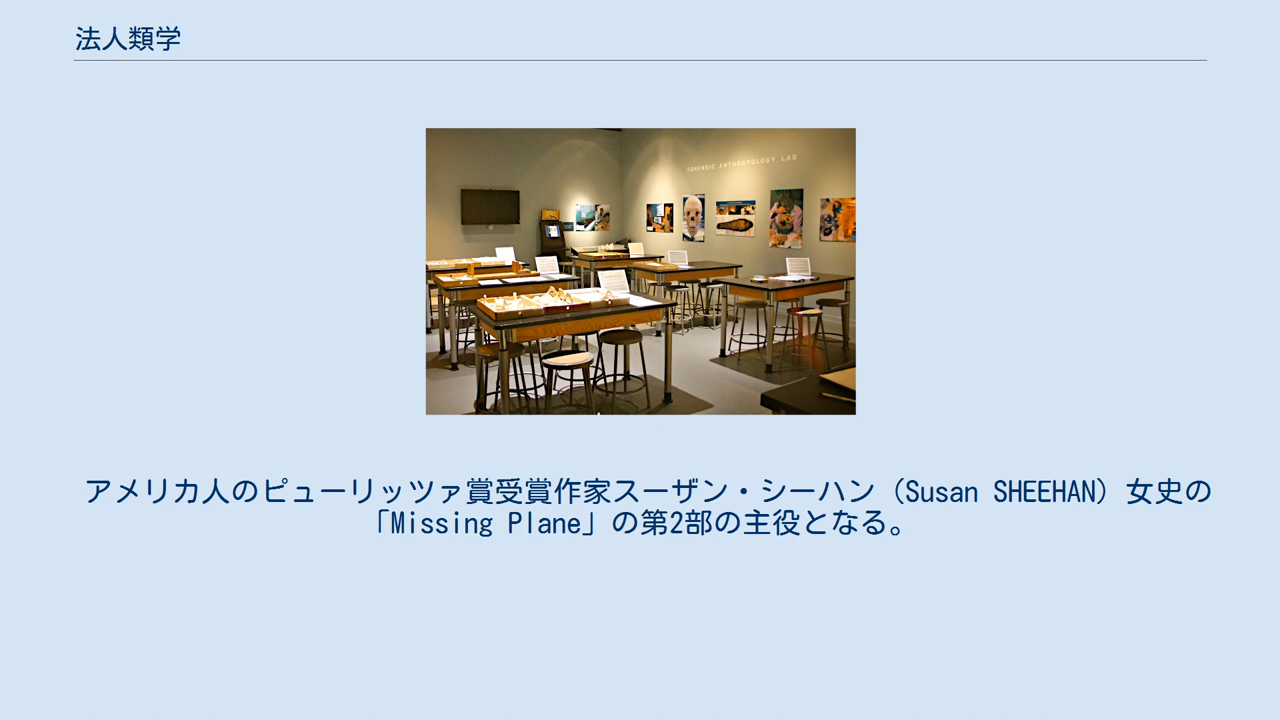 法人類学
FORENSIC ANTHROPOLOGY LAB
アメリカ人のピューリッツァ賞受賞作家スーザン・シーハン（Susan SHEEHAN）女史の
「Missing Plane」の第2部の主役となる。